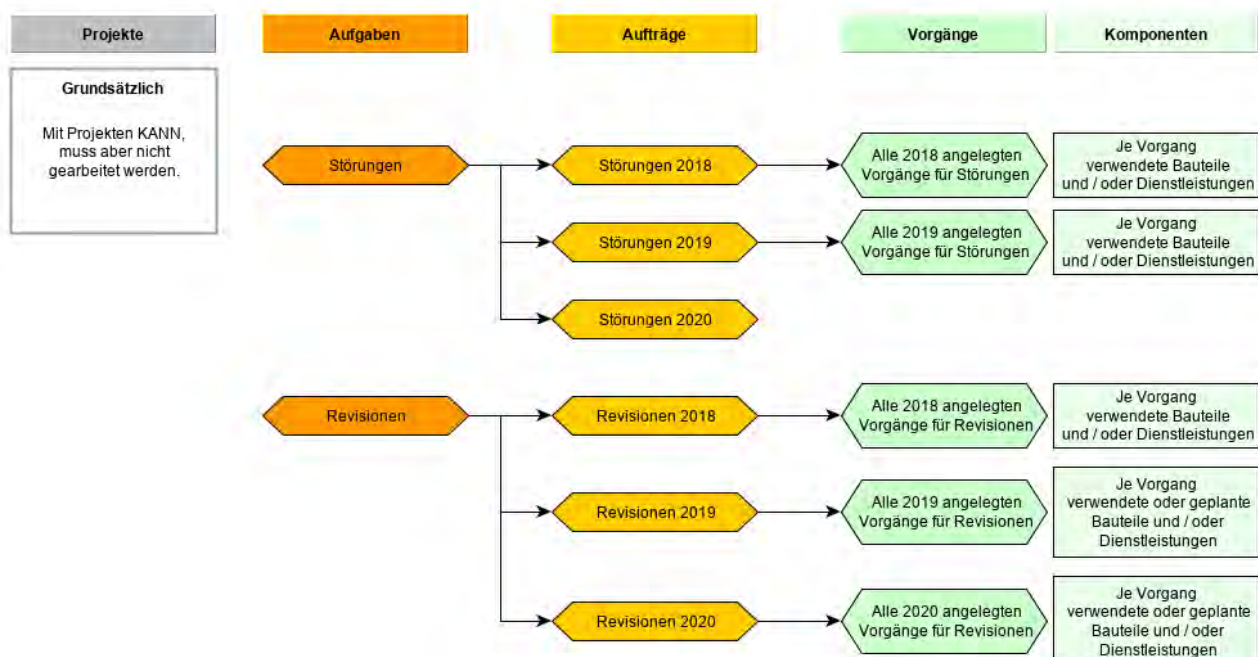 Projekte
Aufgaben
Aufträge
Vorgänge
Komponenten
Grundsätzlich
Mit Projekten KANN,
muss aber nicht
gearbeitet werden.
Störungen
Störungen 2018
Alle 2018 angelegten
Vorgänge für Störungen
Je Vorgang
verwendete Bauteile
und / oder Dienstleistungen
Störungen 2019
Alle 2019 angelegten
Vorgänge für Störungen
Je Vorgang
verwendete Bauteile
und / oder Dienstleistungen
Störungen 2020
Revisionen
Revisionen 2018
Alle 2018 angelegten
Vorgänge für Revisionen
Je Vorgang
verwendete Bauteile
und / oder Dienstleistungen
Revisionen 2019
Alle 2019 angelegten
Vorgänge für Revisionen
Je Vorgang
verwendete oder geplante
Bauteile und / oder
Dienstleistungen
Revisionen 2020
Alle 2020 angelegten
Vorgänge für Revisionen
Je Vorgang
verwendete oder geplante
Bauteile und / oder
Dienstleistungen